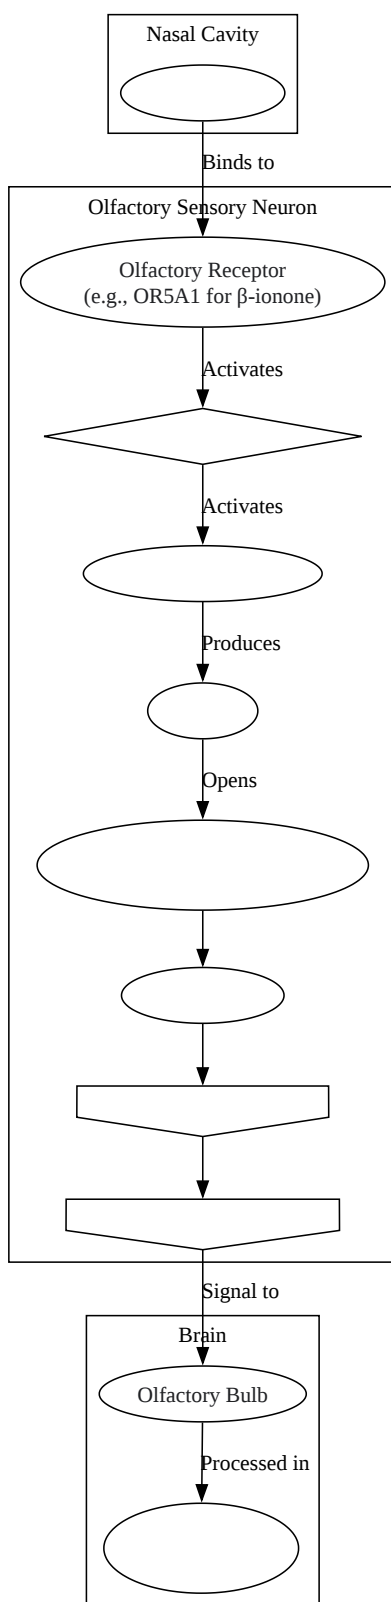 Nasal Cavity
Binds to
Olfactory Sensory Neuron
Olfactory Receptor
(e.g., OR5A1 for β-ionone)
Activates
Activates
Produces
Opens
Signal to
Brain
Olfactory Bulb
Processed in